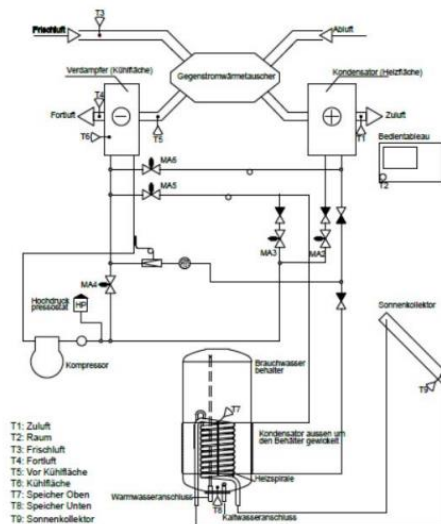 T3
Frischluft
Abluft
Verdampfer (Kühlfläche)
Gegenstromwärmetauscher
Kondensator (Heizfläche)
T4
Fortluft
T6
T5
Zuluft
T1
Bedientableau
T2
MA6
MA5
MA3
MA2
MA4
Hochdruck
pressostat
HP
Kompressor
Sonnenkollektor
T9
Brauchwasser
behälter
T7
Kondensator aussen um
den Behälter gewickelt
Heizspirale
Warmwasseranschluss
T8
Kaltwasseranschluss
T1: Zuluft
T2: Raum
T3: Frischluft
T4: Fortluft
T5: Vor Kühlfläche
T6: Kühlfläche
T7: Speicher Oben
T8: Speicher Unten
T9: Sonnenkollektor